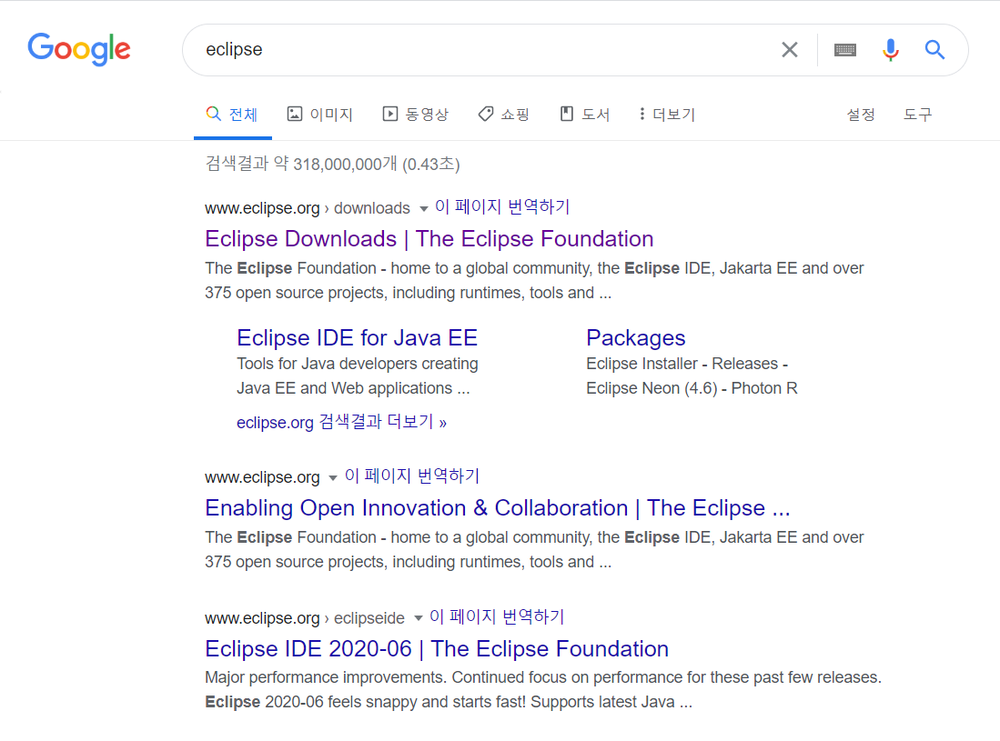 Google
eclipse
전체 이미지 동영상 쇼핑 도서 더보기 설정 도구
검색결과 약 318,000,000개 (0.43초)
www.eclipse.org › downloads 이 페이지 번역하기
Eclipse Downloads | The Eclipse Foundation
The Eclipse Foundation - home to a global community, the Eclipse IDE, Jakarta EE and over
375 open source projects, including runtimes, tools and ...
Eclipse IDE for Java EE
Tools for Java developers creating
Java EE and Web applications ...
Packages
Eclipse Installer - Releases -
Eclipse Neon (4.6) - Photon R
eclipse.org 검색결과 더보기 »
www.eclipse.org 이 페이지 번역하기
Enabling Open Innovation & Collaboration | The Eclipse ...
The Eclipse Foundation - home to a global community, the Eclipse IDE, Jakarta EE and over
375 open source projects, including runtimes, tools and ...
www.eclipse.org › eclipseide 이 페이지 번역하기
Eclipse IDE 2020-06 | The Eclipse Foundation
Major performance improvements. Continued focus on performance for these past few releases.
Eclipse 2020-06 feels snappy and starts fast! Supports latest Java ...